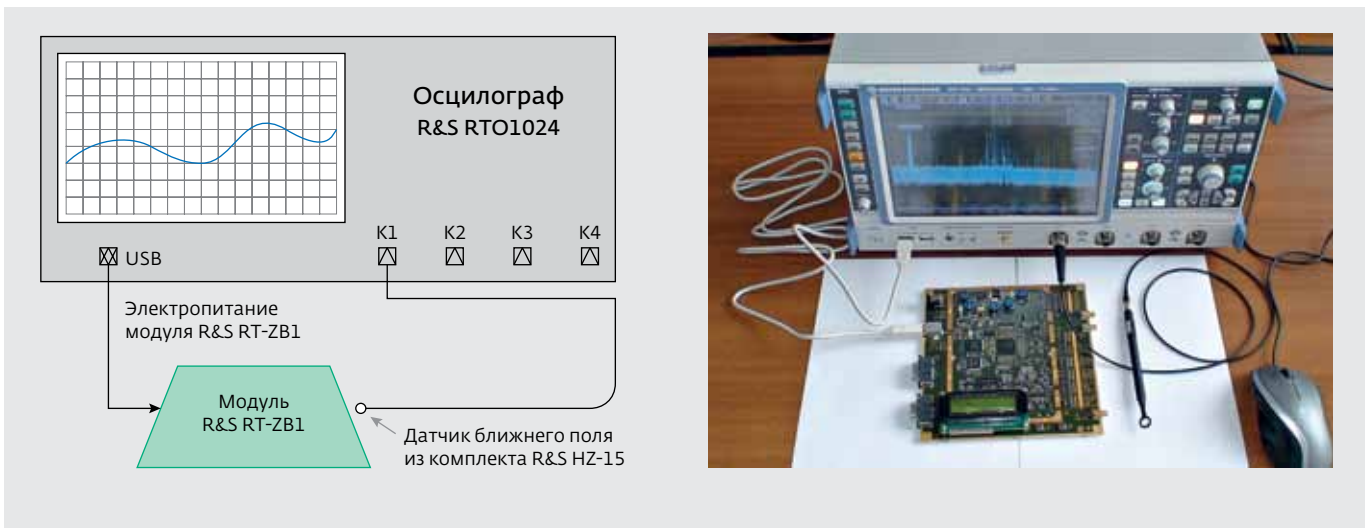 Осцилограф
R&S RTO1024
K1 K2 K3 K4
USB
Электропитание
модуля R&S RT-ZB1
Модуль
R&S RT-ZB1
Датчик ближнего поля
из комплекта R&S HZ-15